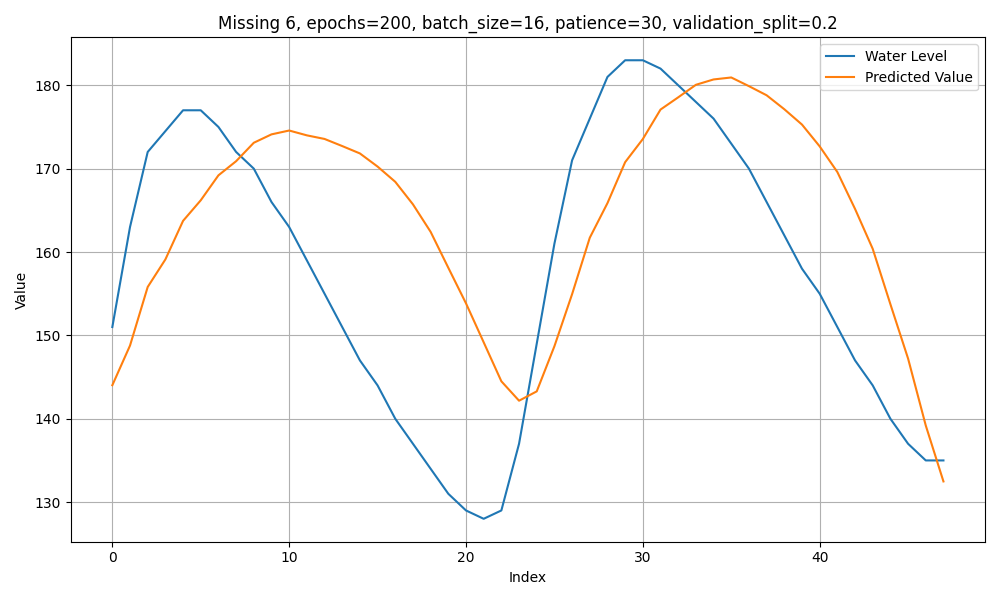 Missing 6, epochs=200, batch_size=16, patience=30, validation_split=0.2
Water Level
Predicted Value
Value
180
170
160
150
140
130
0
10
20
30
40
Index